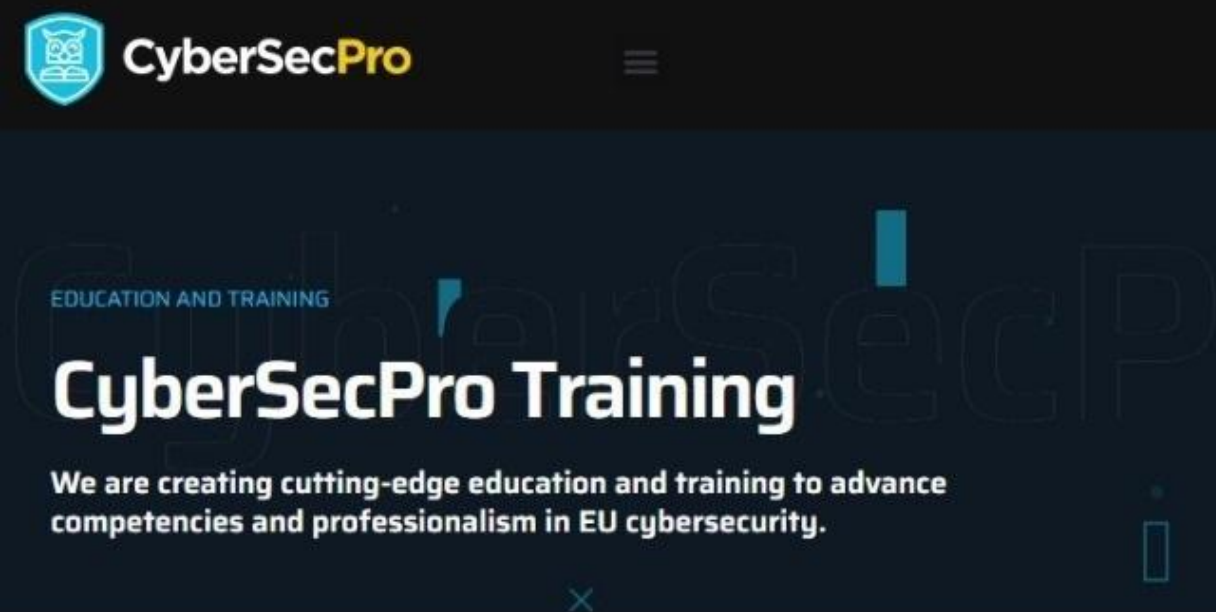 CyberSecPro
EDUCATION AND TRAINING
CyberSecPro Training
We are creating cutting-edge education and training to advance
competencies and professionalism in EU cybersecurity.
CyberSecP